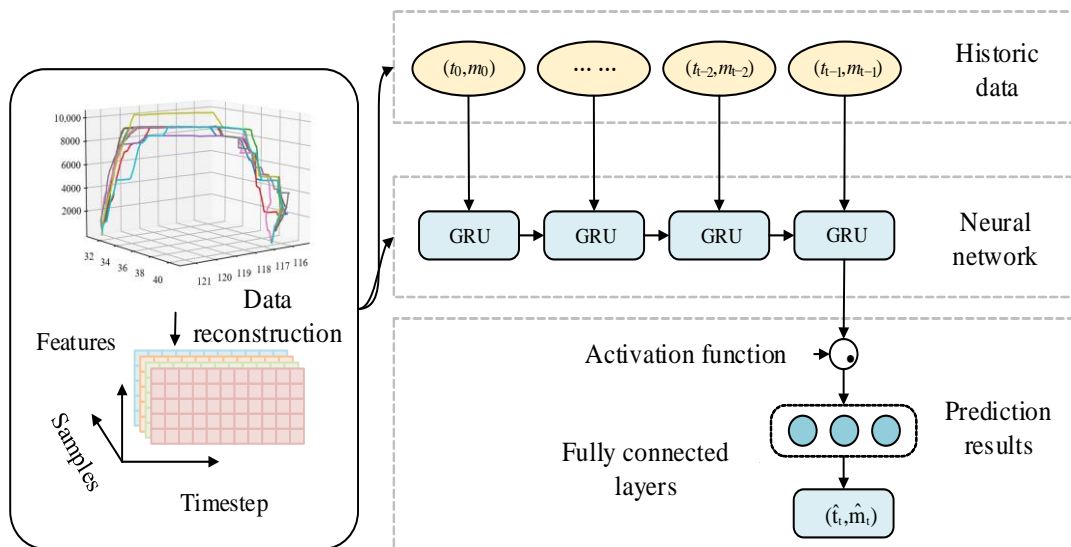 10,000
8000
6000
4000
2000
32
34
36
38
40
121
120
119
118
117
116
Data
reconstruction
Features
Samples
Timestep
(t₀,m₀)
... ...
(tₜ₋₂,mₜ₋₂)
(tₜ₋₁,mₜ₋₁)
Historic
data
GRU
GRU
GRU
GRU
Neural
network
Activation function
Fully connected
layers
Prediction
results
(t̂ₜ,m̂ₜ)